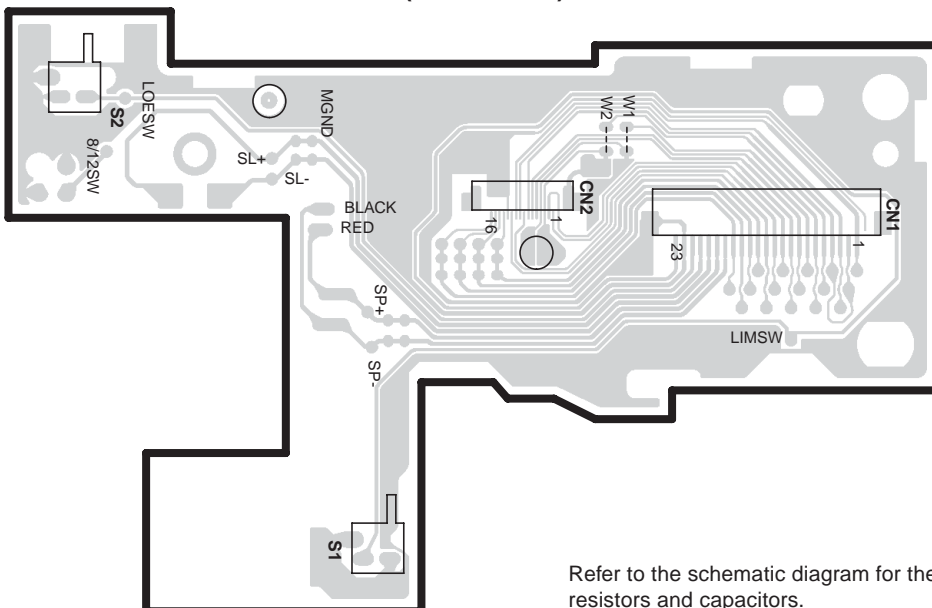 S2
LOESW
8/12SW
MGND
SL+
SL-
W2
W1
BLACK
RED
CN2
16
1
CN1
23
1
SP+
SP-
LIMSW
S1
Refer to the schematic diagram for the
resistors and capacitors.